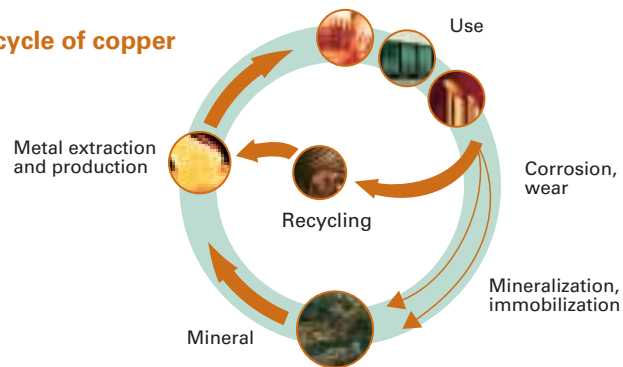 cycle of copper
Use
Metal extraction
and production
Corrosion,
wear
Recycling
Mineralization,
immobilization
Mineral